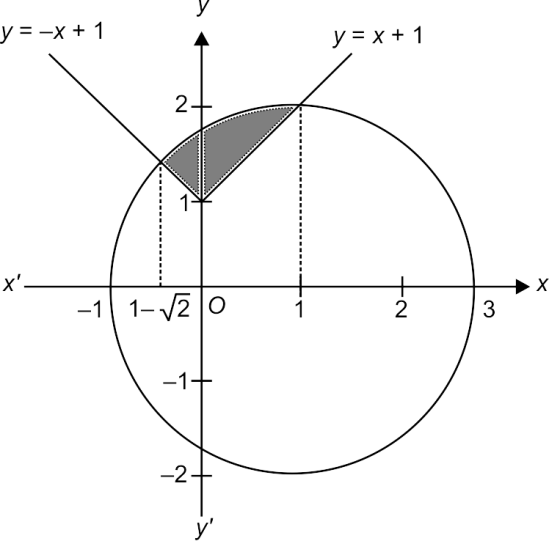 y
y = –x + 1
y = x + 1
2
1
x′
–1
1–√2
O
1
2
3
x
–1
–2
y′